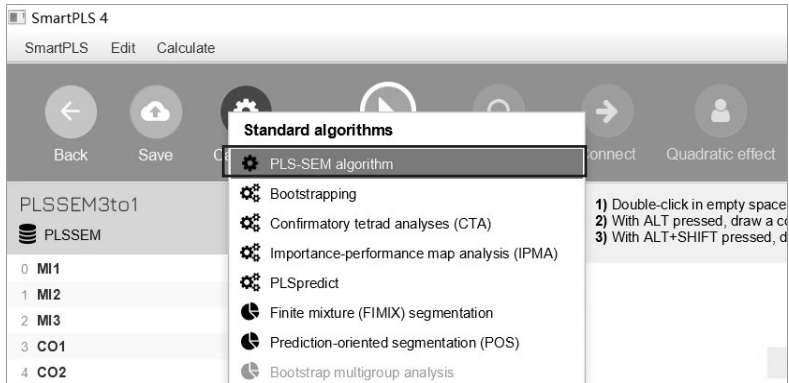 SmartPLS 4
SmartPLS Edit Calculate
Back Save Connect Quadratic effect
Standard algorithms
PLS-SEM algorithm
Bootstrapping
Confirmatory tetrad analyses (CTA)
Importance-performance map analysis (IPMA)
PLSpredict
Finite mixture (FIMIX) segmentation
Prediction-oriented segmentation (POS)
Bootstrap multigroup analysis
PLSSEM3to1
PLSSEM
0 MI1
1 MI2
2 MI3
3 CO1
4 CO2
1) Double-click in empty space
2) With ALT pressed, draw a
3) With ALT+SHIFT pressed,